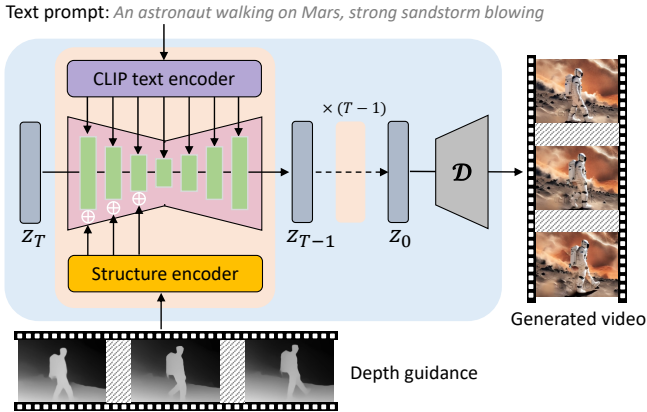 Text prompt: An astronaut walking on Mars, strong sandstorm blowing
CLIP text encoder
× (T − 1)
𝓓
z_T
z_{T−1}
z_0
Structure encoder
Generated video
Depth guidance